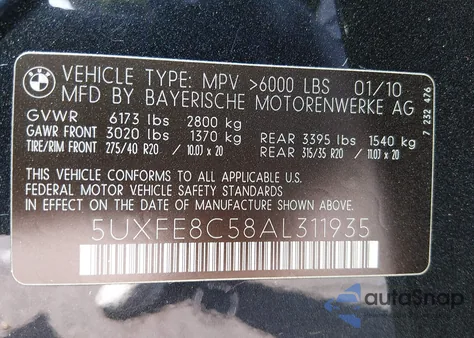 VEHICLE TYPE: MPV >6000 LBS 01/10
MFD BY BAYERISCHE MOTORENWERKE AG
GVWR 6173 lbs 2800 kg
GAWR FRONT 3020 lbs 1370 kg REAR 3395 lbs 1540 kg
TIRE/RIM FRONT 275/40 R20 / 10.0J x 20 REAR 315/35 R20 / 11.0J x 20
THIS VEHICLE CONFORMS TO ALL APPLICABLE
FEDERAL MOTOR VEHICLE SAFETY STANDARDS
IN EFFECT ON THE DATE OF MANUFACTURE SHOWN ABOVE.
5UXFE8C58AL311935
7 232 476
autoSnap